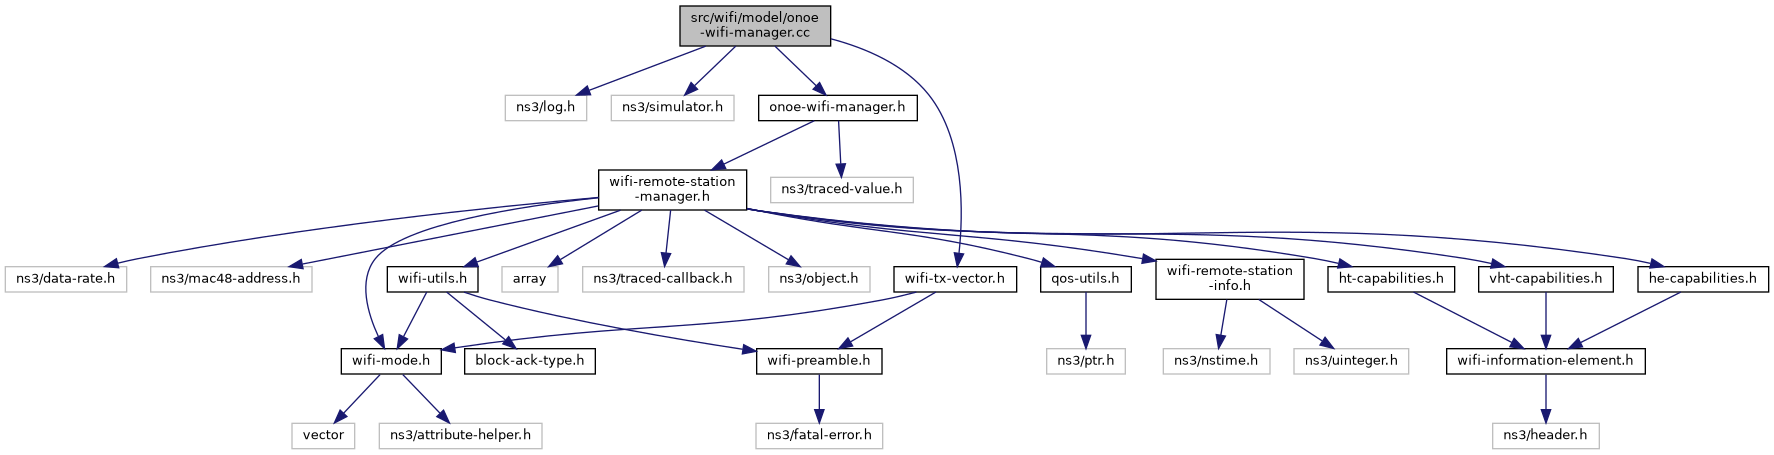 src/wifi/model/onoe
-wifi-manager.cc
ns3/log.h
ns3/simulator.h
onoe-wifi-manager.h
wifi-remote-station
-manager.h
ns3/traced-value.h
ns3/data-rate.h
ns3/mac48-address.h
wifi-utils.h
array
ns3/traced-callback.h
ns3/object.h
wifi-tx-vector.h
qos-utils.h
wifi-remote-station
-info.h
ht-capabilities.h
vht-capabilities.h
he-capabilities.h
wifi-mode.h
block-ack-type.h
wifi-preamble.h
ns3/ptr.h
ns3/nstime.h
ns3/uinteger.h
wifi-information-element.h
vector
ns3/attribute-helper.h
ns3/fatal-error.h
ns3/header.h